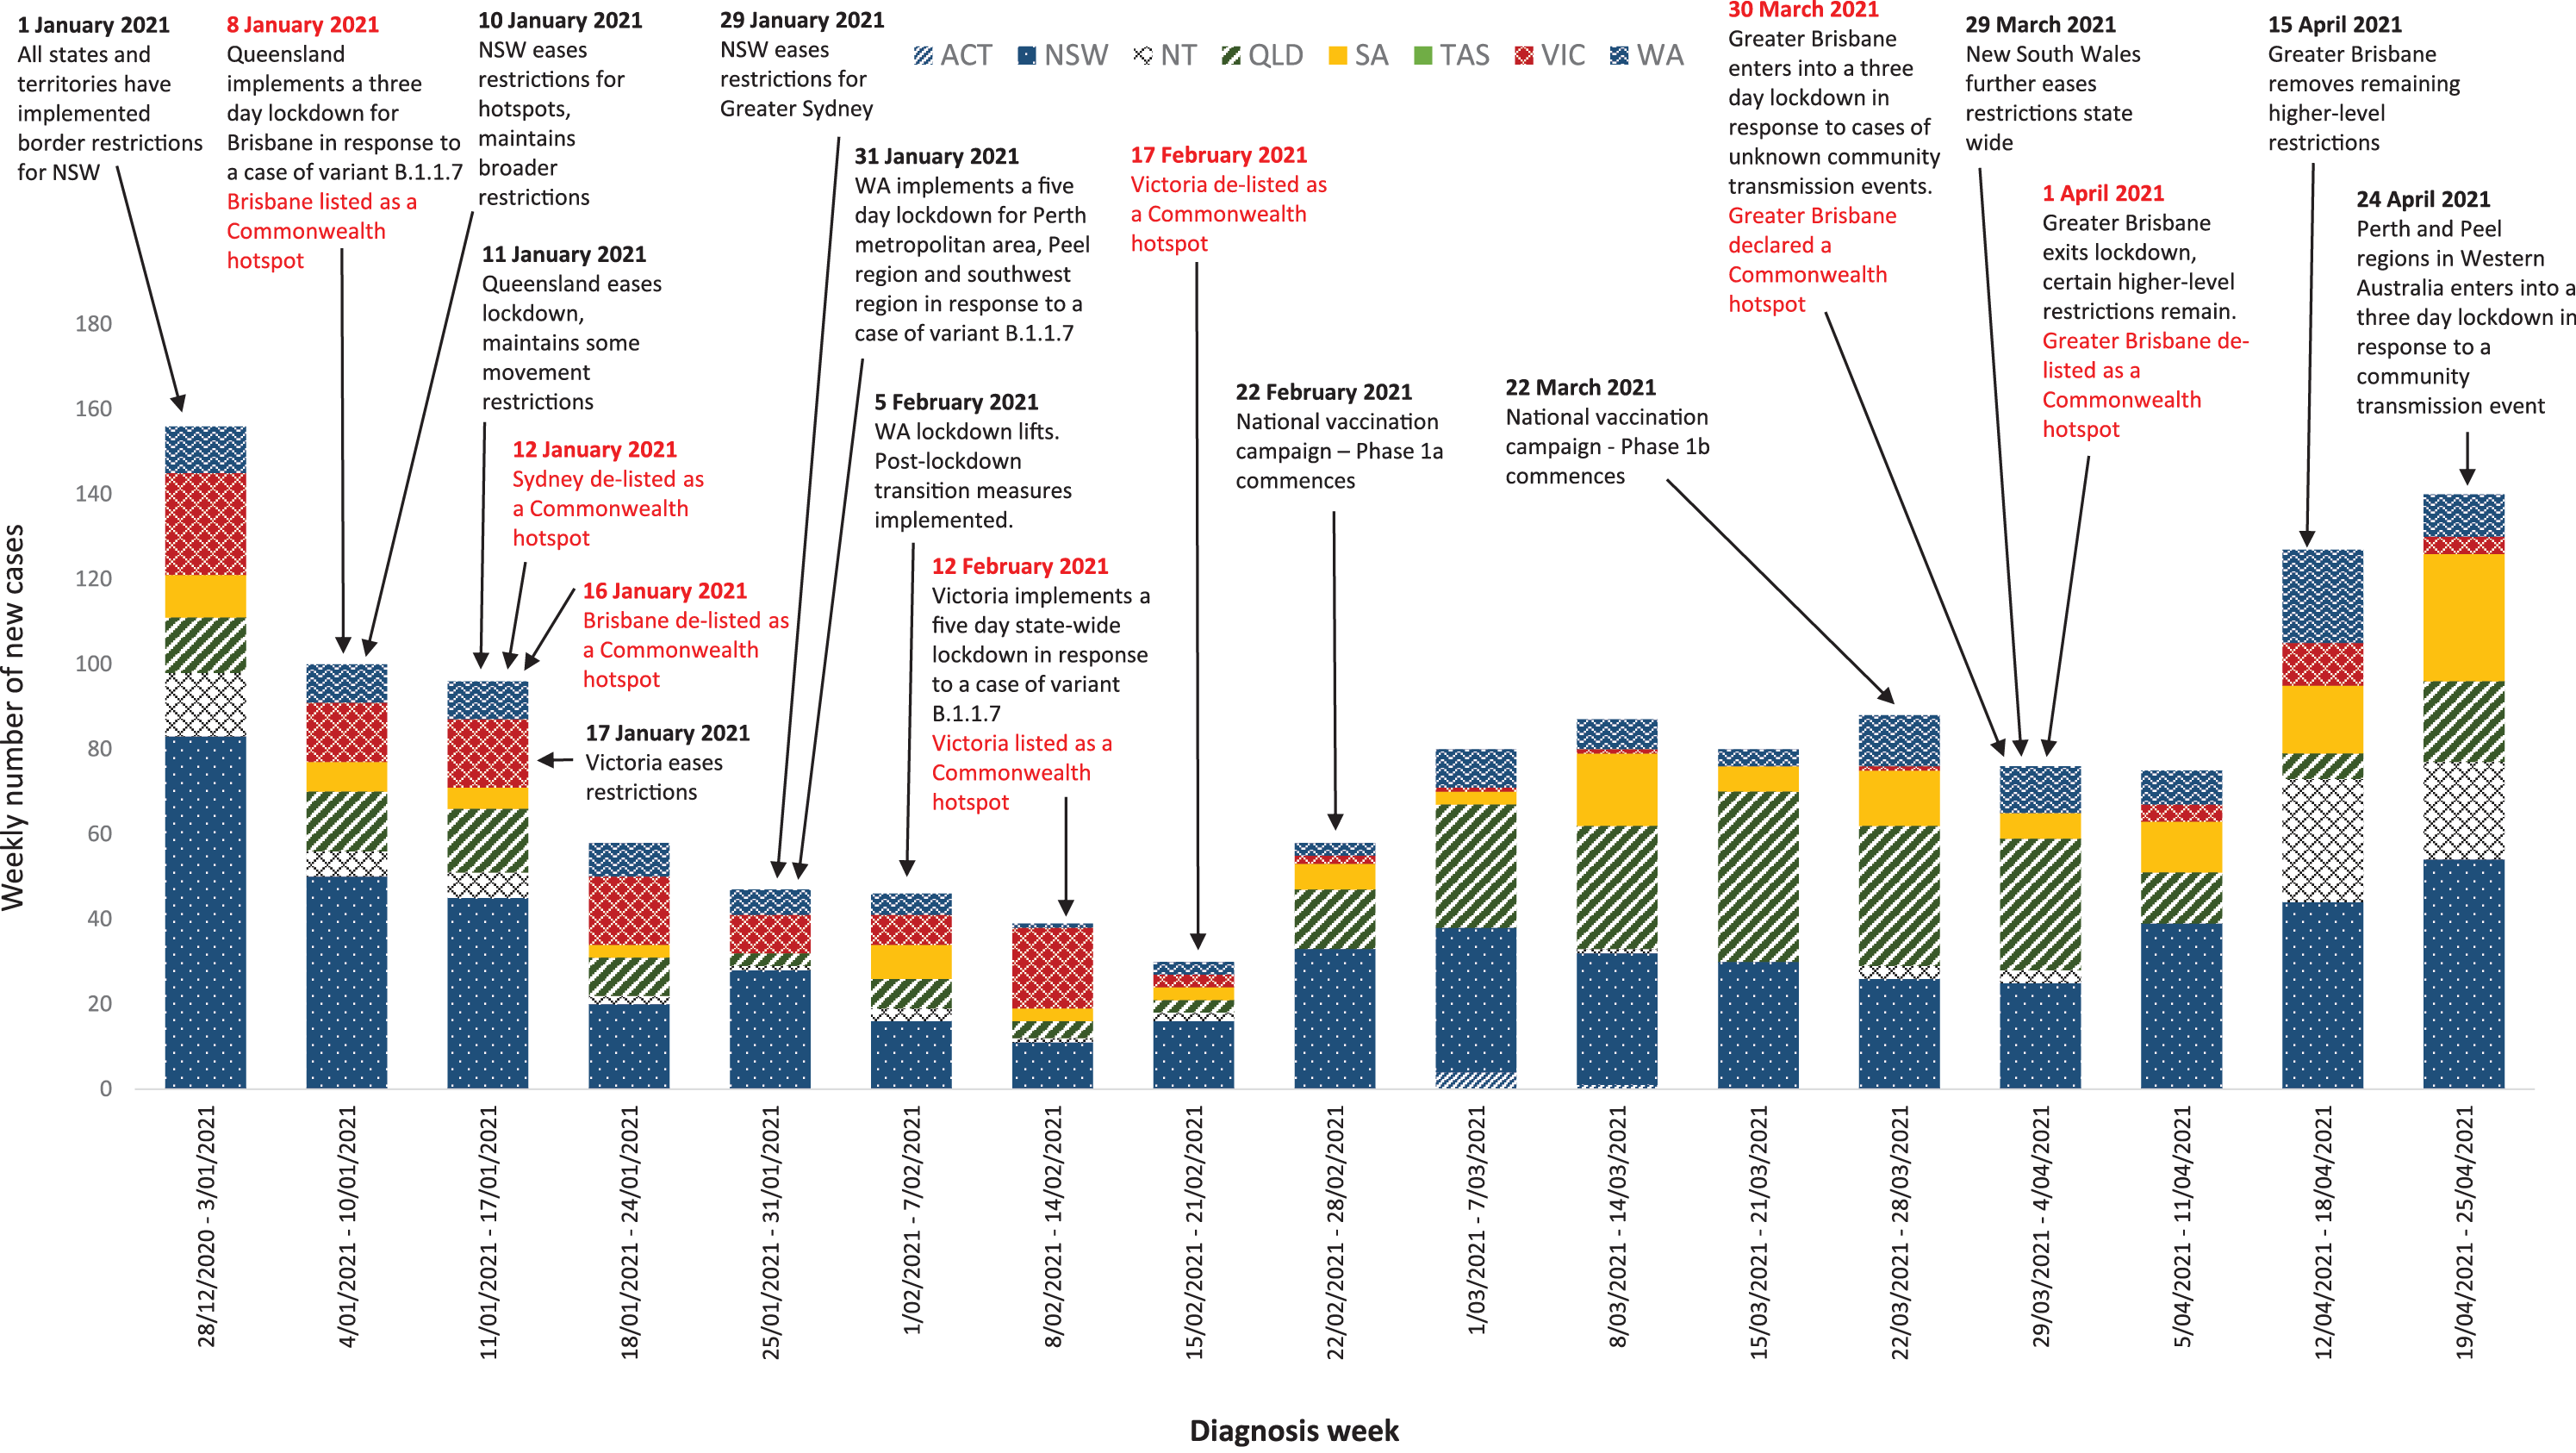 1 January 2021
All states and
territories have
implemented
border restrictions
for NSW
8 January 2021
Queensland
implements a three
day lockdown for
Brisbane in response to
a case of variant B.1.1.7
Brisbane listed as a
Commonwealth
hotspot
10 January 2021
NSW eases
restrictions for
hotspots,
maintains
broader
restrictions
11 January 2021
Queensland eases
lockdown,
maintains some
movement
restrictions
12 January 2021
Sydney de-listed as
a Commonwealth
hotspot
16 January 2021
Brisbane de-listed as
a Commonwealth
hotspot
17 January 2021
Victoria eases
restrictions
29 January 2021
NSW eases
restrictions for
Greater Sydney
31 January 2021
WA implements a five
day lockdown for Perth
metropolitan area, Peel
region and southwest
region in response to a
case of variant B.1.1.7
5 February 2021
WA lockdown lifts.
Post-lockdown
transition measures
implemented.
12 February 2021
Victoria implements a
five day state-wide
lockdown in response
to a case of variant
B.1.1.7
Victoria listed as a
Commonwealth
hotspot
ACT NSW NT QLD SA TAS VIC WA
17 February 2021
Victoria de-listed as
a Commonwealth
hotspot
22 February 2021
National vaccination
campaign – Phase 1a
commences
22 March 2021
National vaccination
campaign - Phase 1b
commences
30 March 2021
Greater Brisbane
enters into a three
day lockdown in
response to cases of
unknown community
transmission events.
Greater Brisbane
declared a
Commonwealth
hotspot
29 March 2021
New South Wales
further eases
restrictions state
wide
1 April 2021
Greater Brisbane
exits lockdown,
certain higher-level
restrictions remain.
Greater Brisbane de-
listed as a
Commonwealth
hotspot
15 April 2021
Greater Brisbane
removes remaining
higher-level
restrictions
24 April 2021
Perth and Peel
regions in Western
Australia enters into a
three day lockdown in
response to a
community
transmission event
Weekly number of new cases
180
160
140
120
100
80
60
40
20
0
28/12/2020 - 3/01/2021
4/01/2021 - 10/01/2021
11/01/2021 - 17/01/2021
18/01/2021 - 24/01/2021
25/01/2021 - 31/01/2021
1/02/2021 - 7/02/2021
8/02/2021 - 14/02/2021
15/02/2021 - 21/02/2021
22/02/2021 - 28/02/2021
1/03/2021 - 7/03/2021
8/03/2021 - 14/03/2021
15/03/2021 - 21/03/2021
22/03/2021 - 28/03/2021
29/03/2021 - 4/04/2021
5/04/2021 - 11/04/2021
12/04/2021 - 18/04/2021
19/04/2021 - 25/04/2021
Diagnosis week